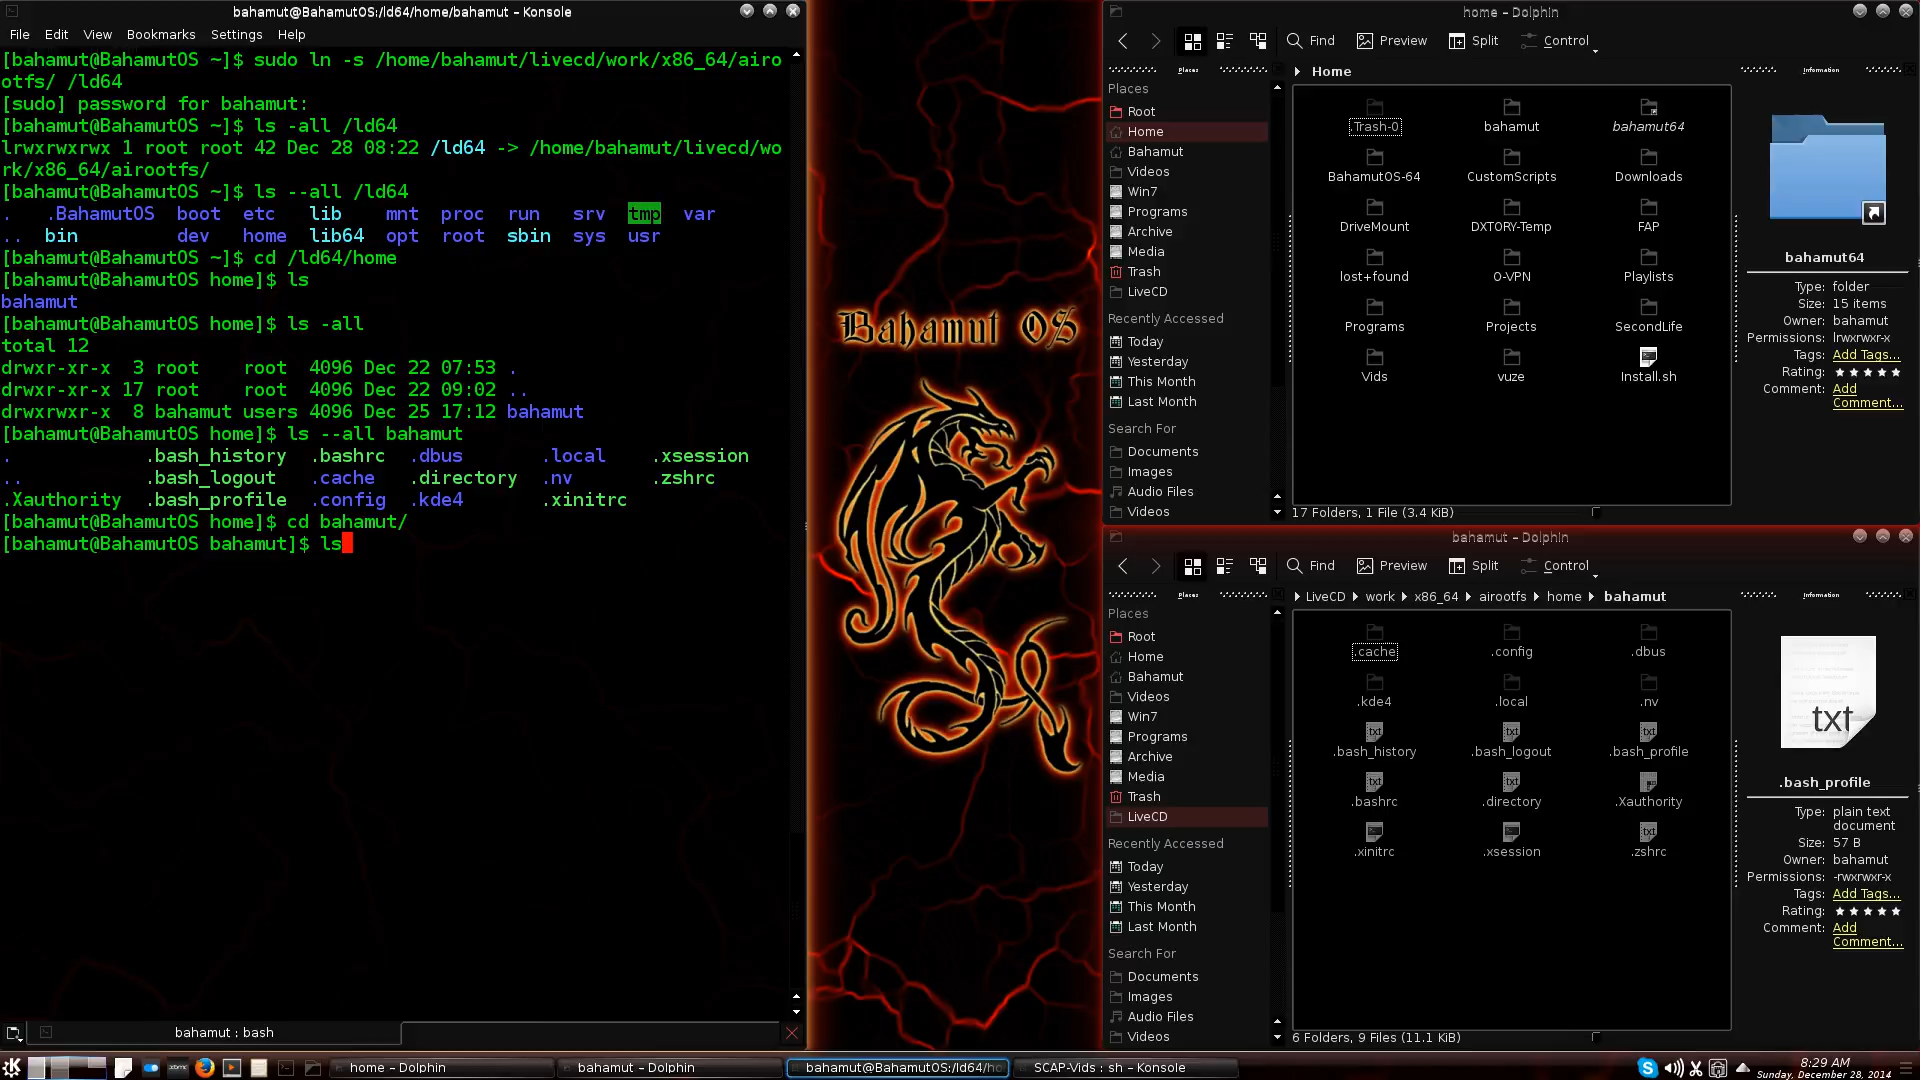 bahamut@BahamutOS:/ld64/home/bahamut – Konsole
File Edit View Bookmarks Settings Help
[bahamut@BahamutOS ~]$ sudo ln -s /home/bahamut/livecd/work/x86_64/airo
otfs/ /ld64
[sudo] password for bahamut:
[bahamut@BahamutOS ~]$ ls -all /ld64
lrwxrwxrwx 1 root root 42 Dec 28 08:22 /ld64 -> /home/bahamut/livecd/wo
rk/x86_64/airootfs/
[bahamut@BahamutOS ~]$ ls --all /ld64
. .BahamutOS boot etc lib mnt proc run srv tmp var
.. bin dev home lib64 opt root sbin sys usr
[bahamut@BahamutOS ~]$ cd /ld64/home
[bahamut@BahamutOS home]$ ls
bahamut
[bahamut@BahamutOS home]$ ls -all
total 12
drwxr-xr-x 3 root root 4096 Dec 22 07:53 .
drwxr-xr-x 17 root root 4096 Dec 22 09:02 ..
drwxrwxr-x 8 bahamut users 4096 Dec 25 17:12 bahamut
[bahamut@BahamutOS home]$ ls --all bahamut
. .bash_history .bashrc .dbus .local .xsession
.. .bash_logout .cache .directory .nv .zshrc
.Xauthority .bash_profile .config .kde4 .xinitrc
[bahamut@BahamutOS home]$ cd bahamut/
[bahamut@BahamutOS bahamut]$ ls
bahamut : bash
Bahamut OS
home – Dolphin
Find Preview Split Control
Places
Home
Information
Places
Root
Home
Bahamut
Videos
Win7
Programs
Archive
Media
Trash
LiveCD
Recently Accessed
Today
Yesterday
This Month
Last Month
Search For
Documents
Images
Audio Files
Videos
.Trash-0 bahamut bahamut64
BahamutOS-64 CustomScripts Downloads
DriveMount DXTORY-Temp FAP
lost+found O-VPN Playlists
Programs Projects SecondLife
Vids vuze Install.sh
17 Folders, 1 File (3.4 KiB)
bahamut64
Type: folder
Size: 15 items
Owner: bahamut
Permissions: lrwxrwxr-x
Tags: Add Tags...
Rating:
Comment: Add
Comment...
bahamut – Dolphin
Find Preview Split Control
Places
LiveCD work x86_64 airootfs home bahamut
Information
Places
Root
Home
Bahamut
Videos
Win7
Programs
Archive
Media
Trash
LiveCD
Recently Accessed
Today
Yesterday
This Month
Last Month
Search For
Documents
Images
Audio Files
Videos
.cache .config .dbus
.kde4 .local .nv
.bash_history .bash_logout .bash_profile
.bashrc .directory .Xauthority
.xinitrc .xsession .zshrc
6 Folders, 9 Files (11.1 KiB)
txt
.bash_profile
Type: plain text
document
Size: 57 B
Owner: bahamut
Permissions: -rwxrwxr-x
Tags: Add Tags...
Rating:
Comment: Add
Comment...
home – Dolphin
bahamut – Dolphin
bahamut@BahamutOS:/ld64/ho
SCAP-Vids : sh – Konsole
8:29 AM
Sunday, December 28, 2014